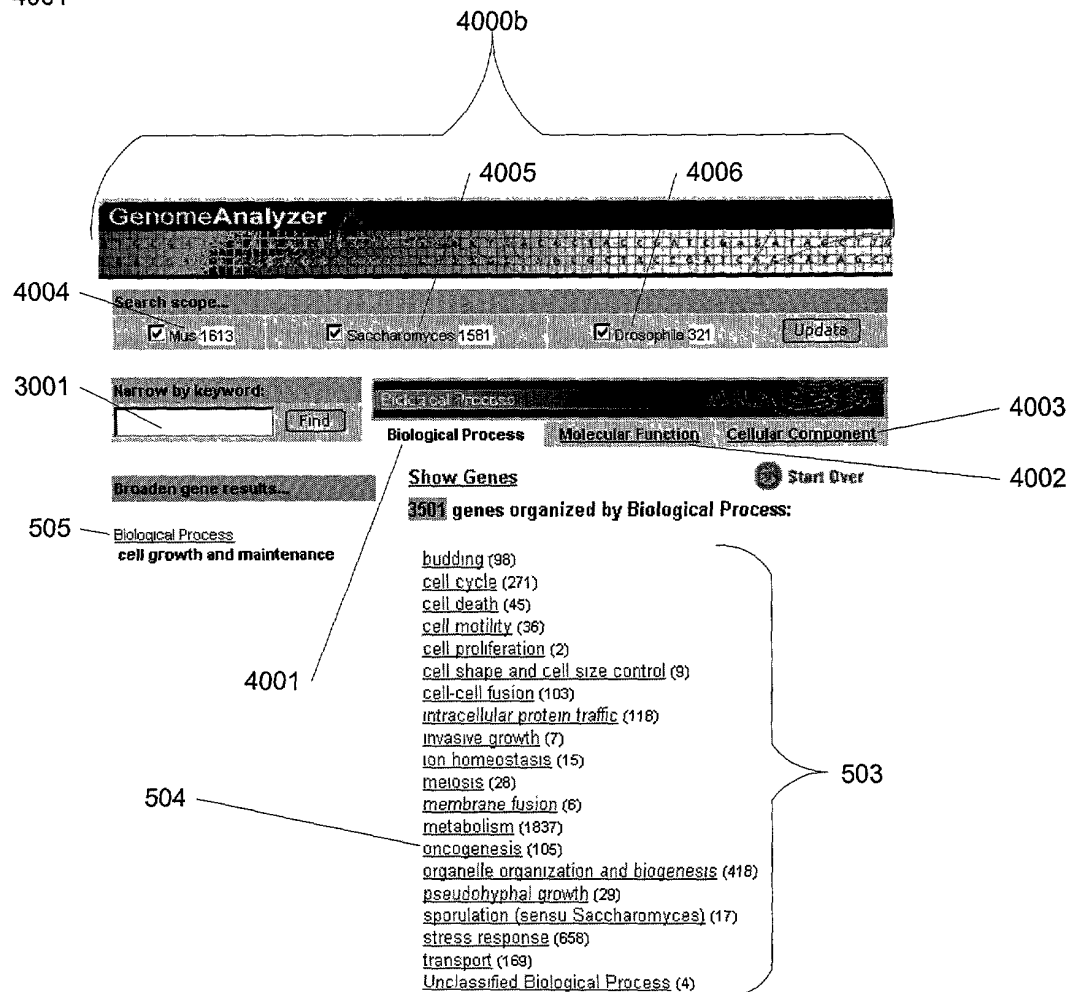 4000b
4005
4006
GenomeAnalyzer
4004
Search scope...
Mus 1613
Saccharomyces 1581
Drosophila 321
Update
3001
Narrow by keyword:
Find
Biological Process
4003
Biological Process
Molecular Function
Cellular Component
4002
Broaden gene results...
Show Genes
Start Over
3501 genes organized by Biological Process:
505
Biological Process
cell growth and maintenance
budding (98)
cell cycle (271)
cell death (45)
cell motility (36)
cell proliferation (2)
cell shape and cell size control (9)
4001
cell-cell fusion (103)
intracellular protein traffic (118)
invasive growth (7)
ion homeostasis (15)
503
meiosis (28)
504
membrane fusion (6)
metabolism (1837)
oncogenesis (105)
organelle organization and biogenesis (418)
pseudohyphal growth (29)
sporulation (sensu Saccharomyces) (17)
stress response (658)
transport (169)
Unclassified Biological Process (4)